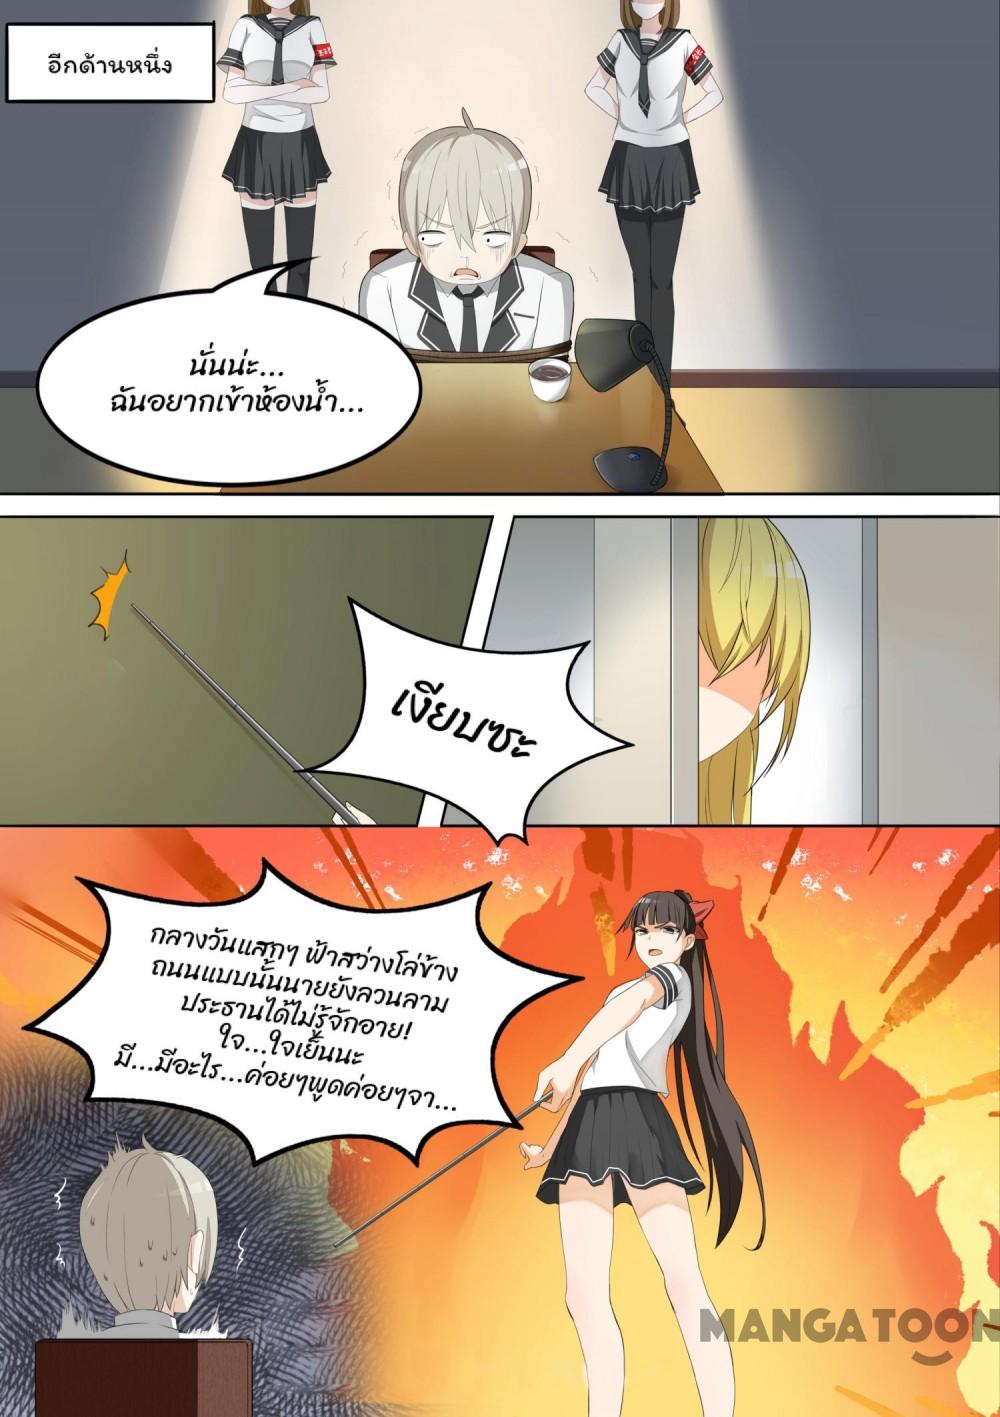 อีกด้านหนึ่ง
นั่นน่ะ...
ฉันอยากเข้าห้องน้ำ...
เงียบซะ
กลางวันแสกๆ ฟ้าสว่างโล่ข้าง
ถนนแบบนั้นนายยังลวนลาม
ประธานได้ไม่รู้จักอาย!
ใจ...ใจเย็นนะ
มี...มีอะไร...ค่อยๆพูดค่อยๆจา...
MANGATOON